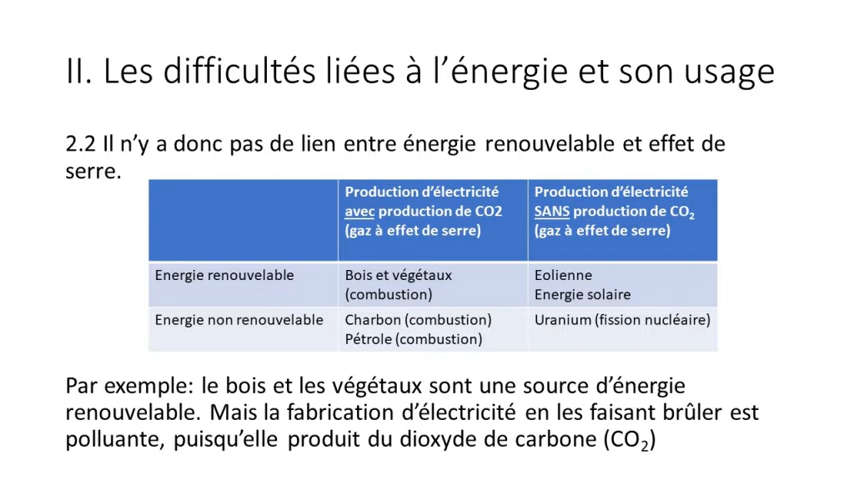 II. Les difficultés liées à l’énergie et son usage
2.2 Il n’y a donc pas de lien entre énergie renouvelable et effet de
serre.
Production d’électricité
avec production de CO2
(gaz à effet de serre)
Production d’électricité
SANS production de CO₂
(gaz à effet de serre)
Energie renouvelable
Bois et végétaux
(combustion)
Eolienne
Energie solaire
Energie non renouvelable
Charbon (combustion)
Pétrole (combustion)
Uranium (fission nucléaire)
Par exemple: le bois et les végétaux sont une source d’énergie
renouvelable. Mais la fabrication d’électricité en les faisant brûler est
polluante, puisqu’elle produit du dioxyde de carbone (CO₂)